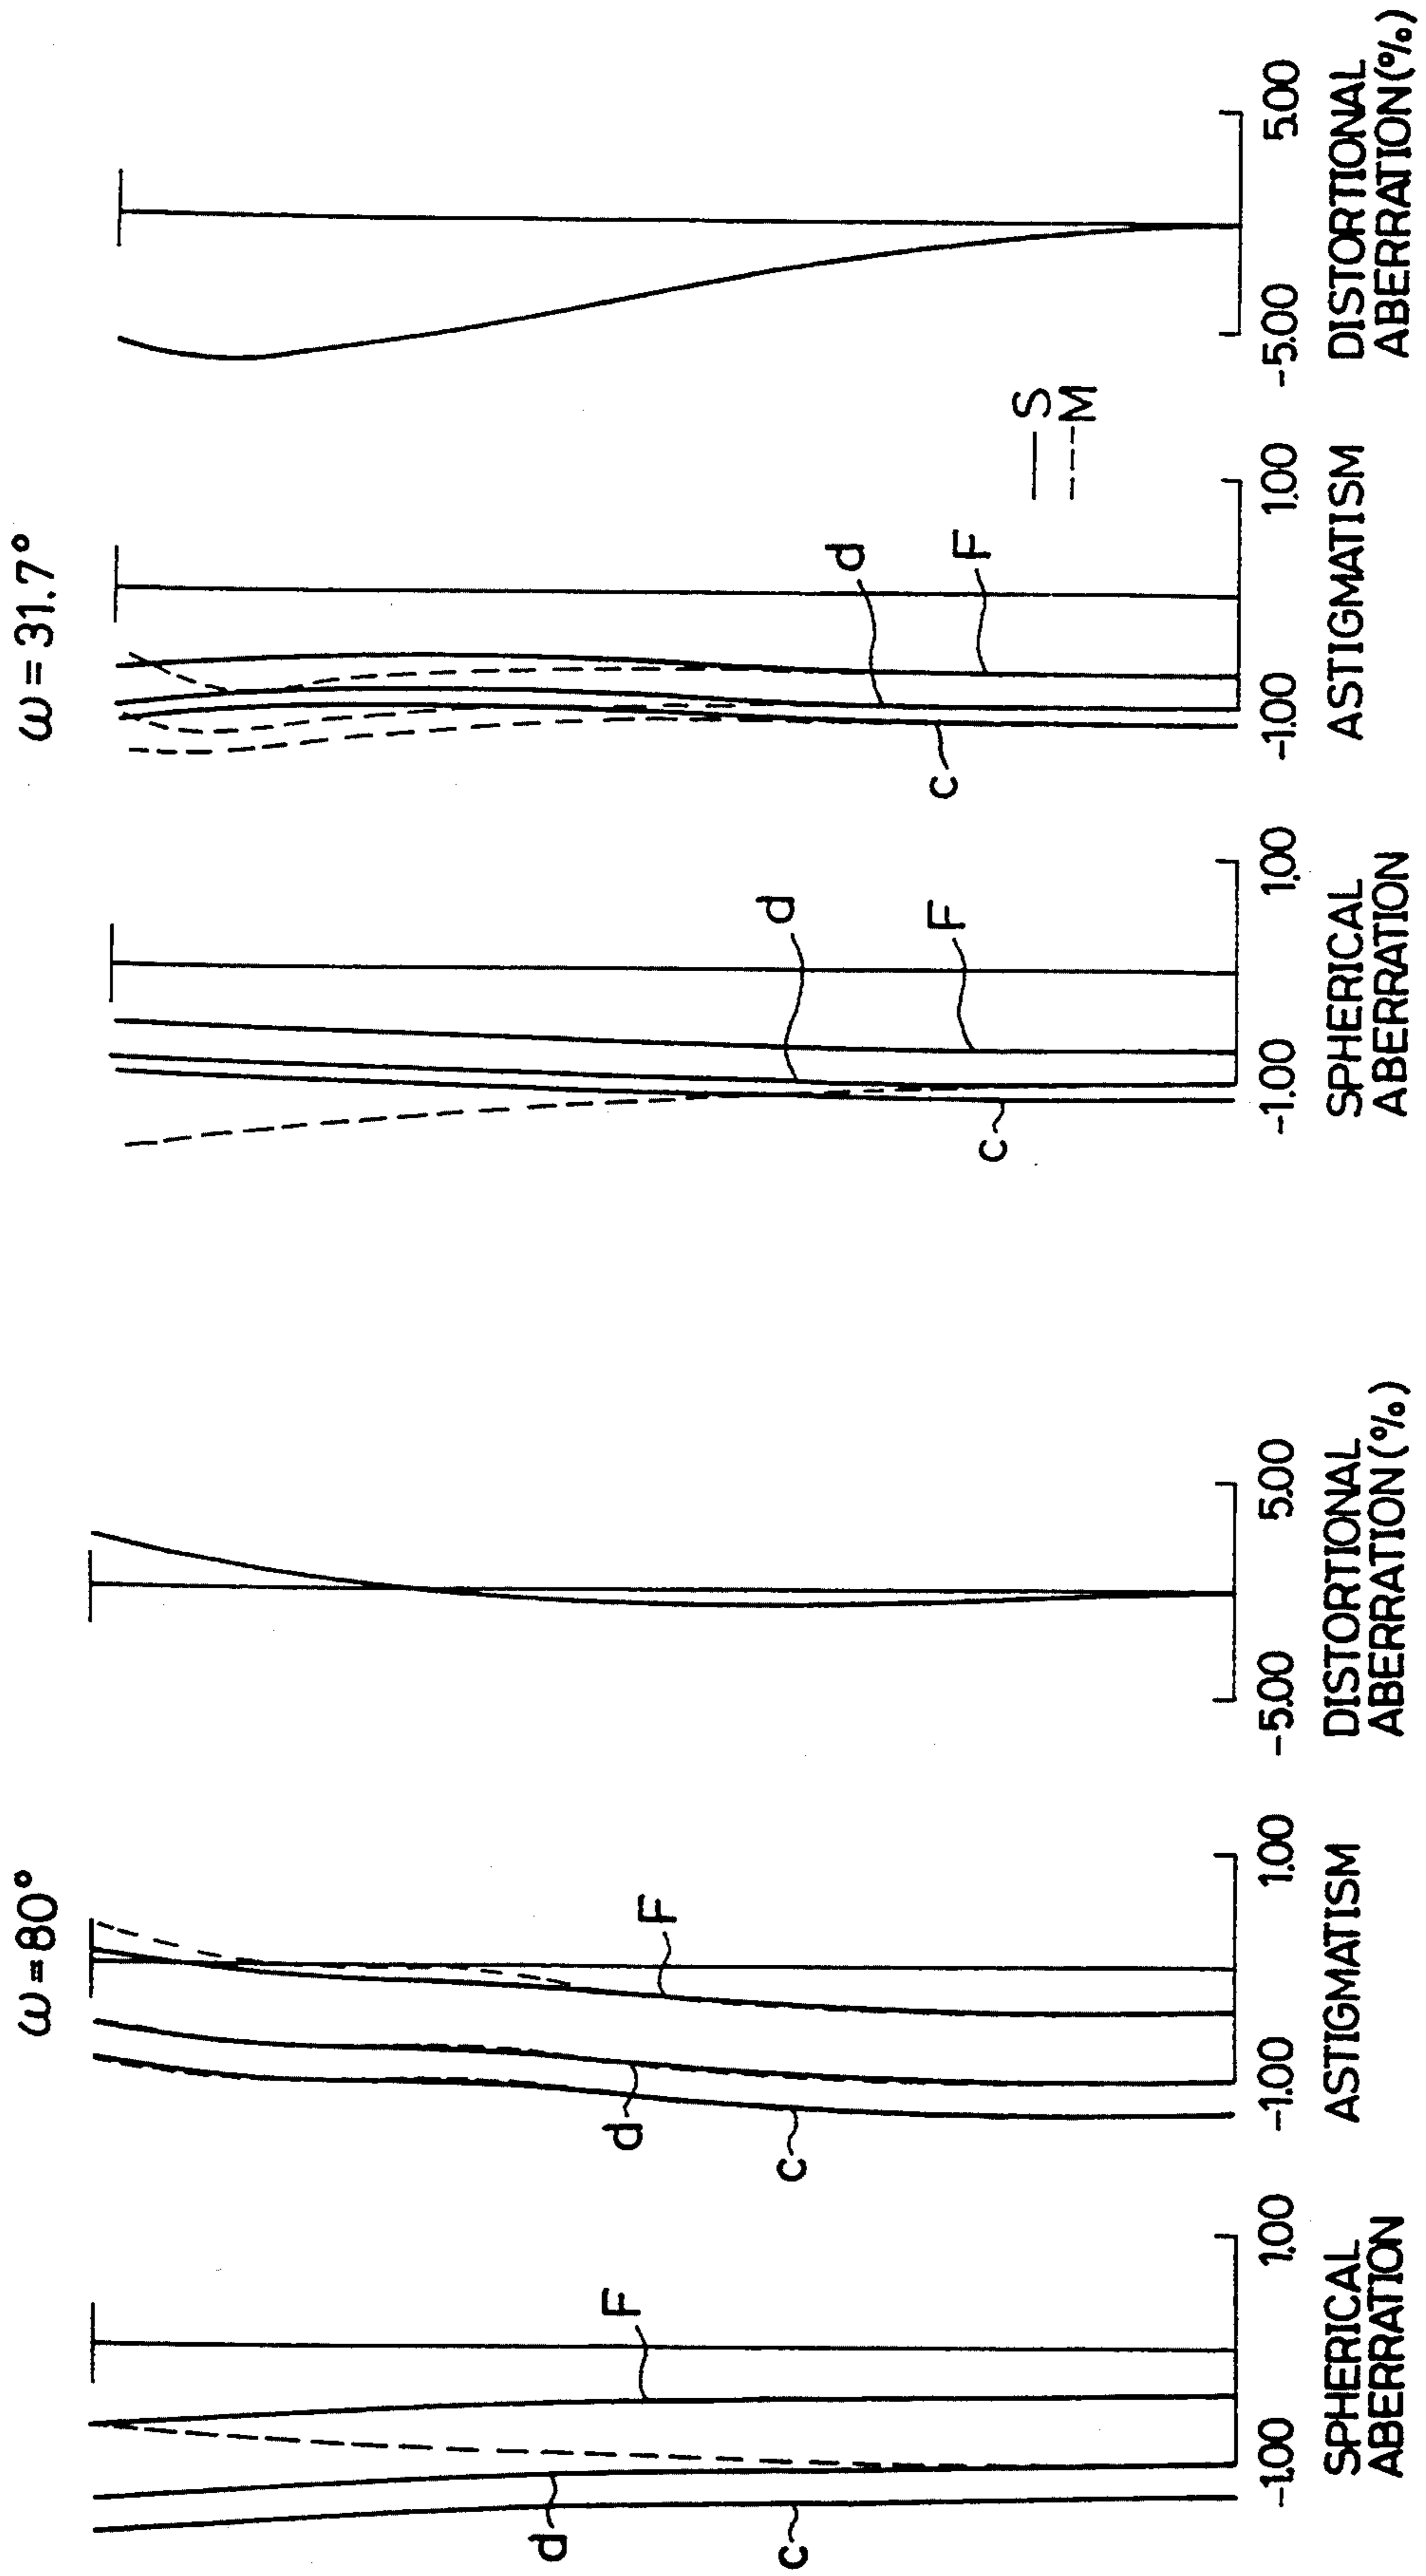 ω=80°
F
d
c
-1.00
1.00
SPHERICAL
ABERRATION
F
d
c
-1.00
1.00
ASTIGMATISM
-5.00
5.00
DISTORTIONAL
ABERRATION(%)
ω=31.7°
d
F
c
-1.00
1.00
SPHERICAL
ABERRATION
d
F
c
S
M
-1.00
1.00
ASTIGMATISM
-5.00
5.00
DISTORTIONAL
ABERRATION(%)